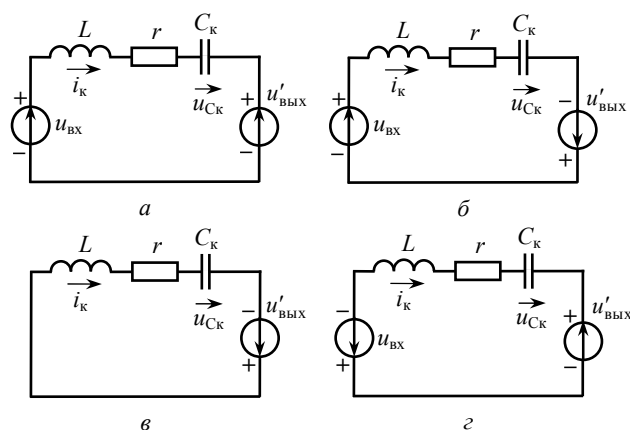 L r Cк L r Cк
iк uCк u′вых iк uCк u′вых
+ + + −
uвх uвх
− − − +
а б
L r Cк L r Cк
iк uCк u′вых iк uCк u′вых
− − +
uвх
+ + −
в г